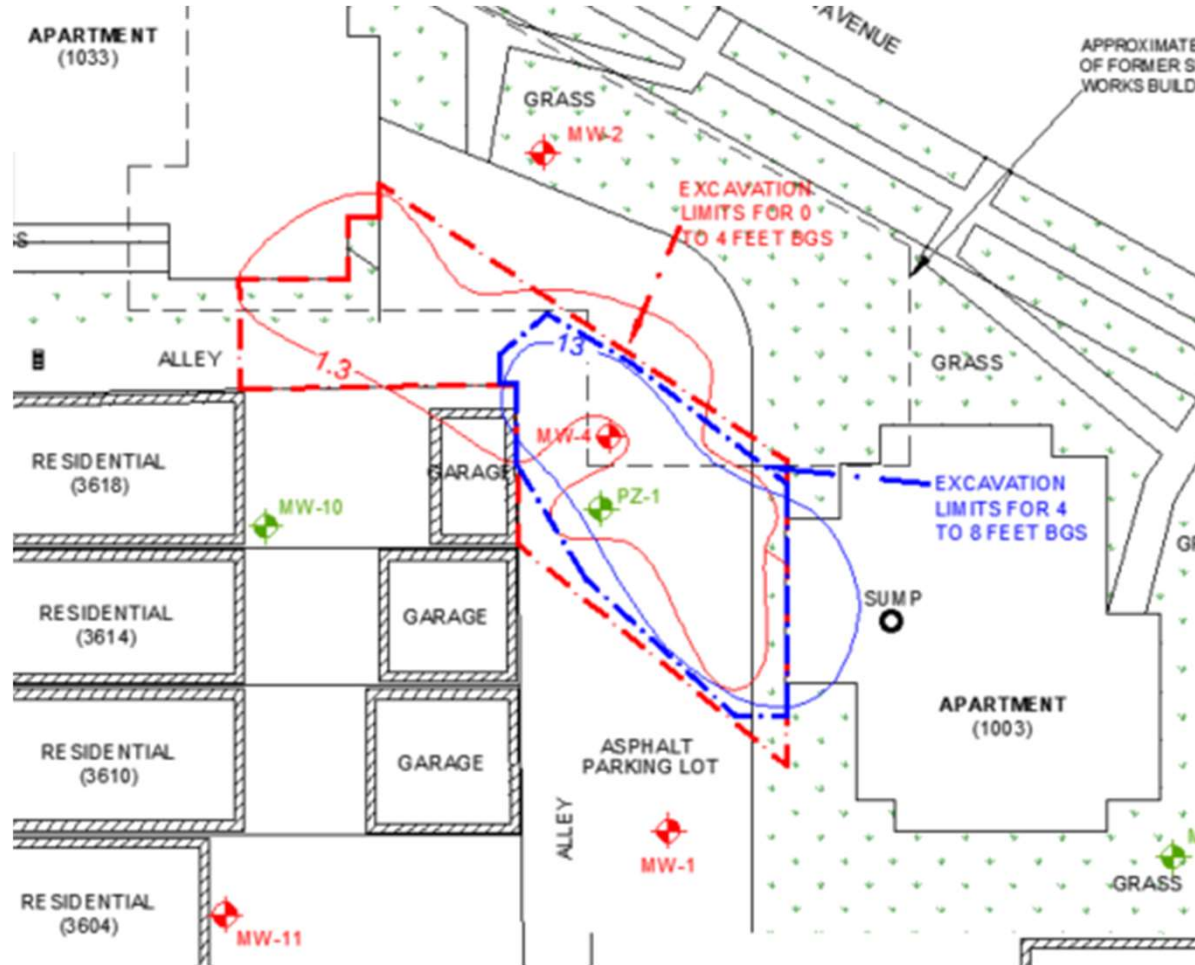 APARTMENT
(1033)
AVENUE
APPROXIMATE
OF FORMER S
WORKS BUILD
GRASS
MW-2
EXCAVATION
LIMITS FOR 0
TO 4 FEET BGS
S
ALLEY
1.3
13
GRASS
RESIDENTIAL
(3618)
GARAGE
MW-4
MW-10
PZ-1
EXCAVATION
LIMITS FOR 4
TO 8 FEET BGS
G
RESIDENTIAL
(3614)
GARAGE
SUMP
APARTMENT
(1003)
RESIDENTIAL
(3610)
GARAGE
ASPHALT
PARKING LOT
ALLEY
MW-1
M
GRASS
RESIDENTIAL
(3604)
MW-11